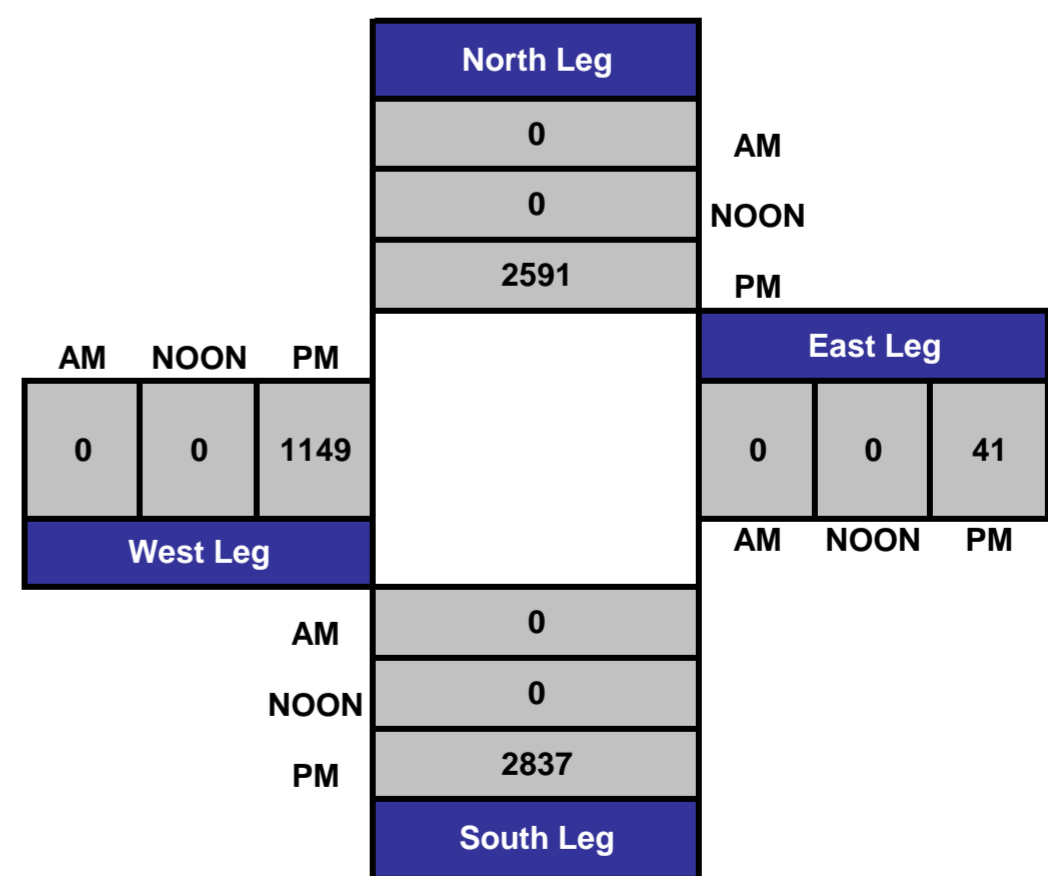 North Leg
0 AM
0 NOON
2591 PM
East Leg
AM NOON PM
0 0 1149
0 0 41
West Leg
AM NOON PM
AM 0
NOON 0
PM 2837
South Leg